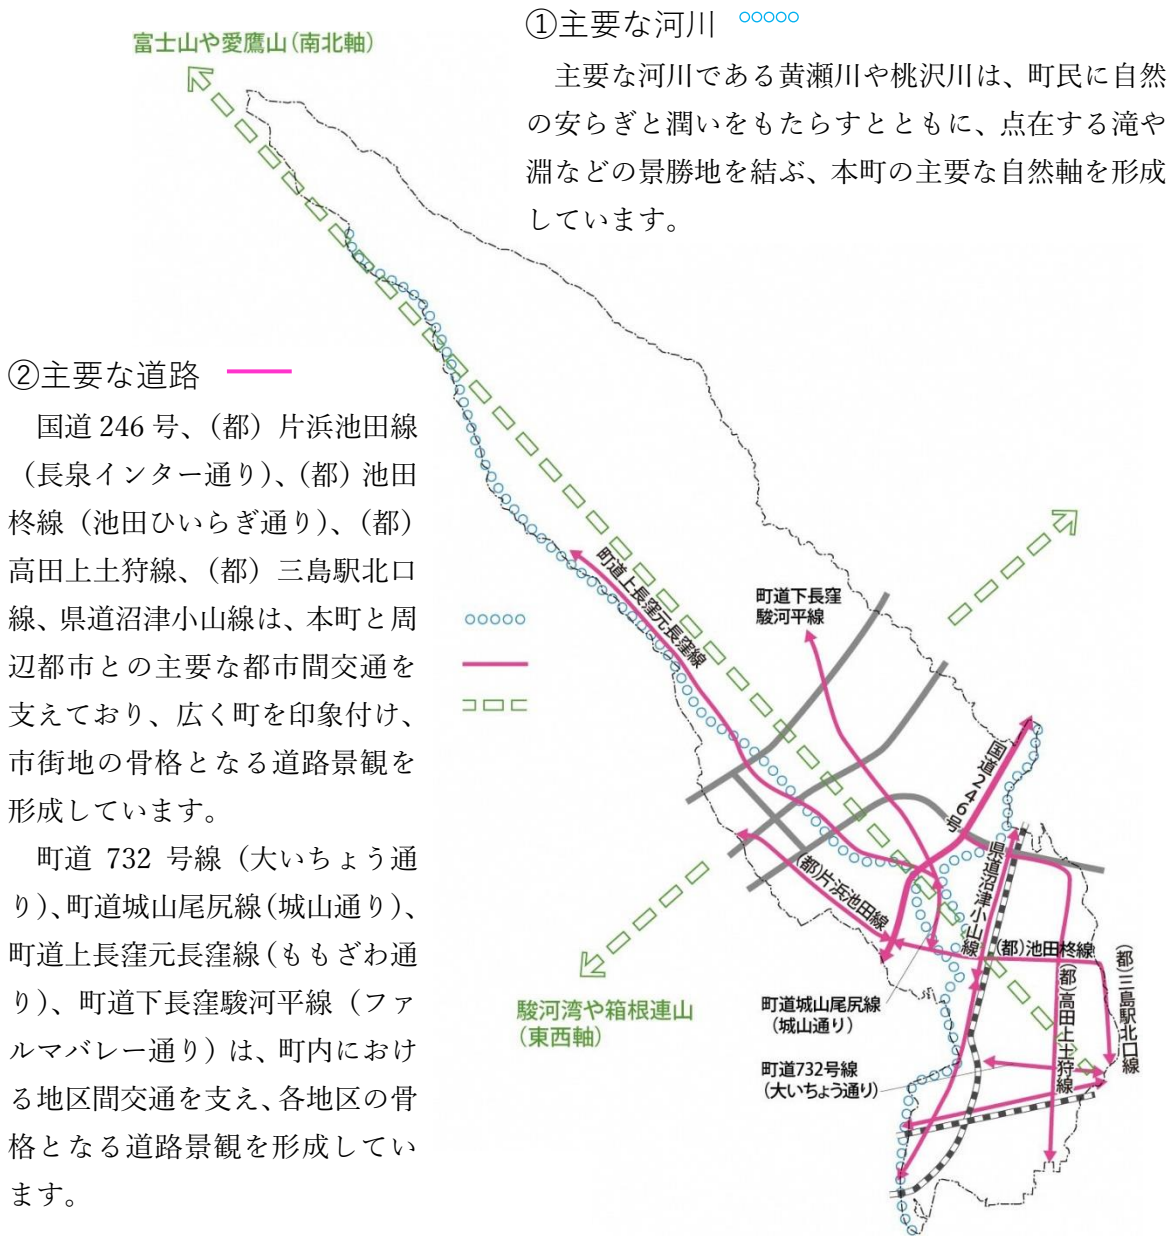 富士山や愛鷹山(南北軸)
①主要な河川
主要な河川である黄瀬川や桃沢川は、町民に自然
の安らぎと潤いをもたらすとともに、点在する滝や
淵などの景勝地を結ぶ、本町の主要な自然軸を形成
しています。
②主要な道路
国道 246 号、(都) 片浜池田線
(長泉インター通り)、(都) 池田
柊線 (池田ひいらぎ通り)、(都)
高田上土狩線、(都) 三島駅北口
線、県道沼津小山線は、本町と周
辺都市との主要な都市間交通を
支えており、広く町を印象付け、
市街地の骨格となる道路景観を
形成しています。
町道 732 号線 (大いちょう通
り)、町道城山尾尻線(城山通り)、
町道上長窪元長窪線(ももざわ通
り)、町道下長窪駿河平線 (ファ
ルマバレー通り) は、町内におけ
る地区間交通を支え、各地区の骨
格となる道路景観を形成してい
ます。
町道上長窪元長窪線
町道下長窪
駿河平線
国道246号
県道沼津小山線
(都)片浜池田線
(都)池田柊線
(都)高田上土狩線
(都)三島駅北口線
駿河湾や箱根連山
(東西軸)
町道城山尾尻線
(城山通り)
町道732号線
(大いちょう通り)